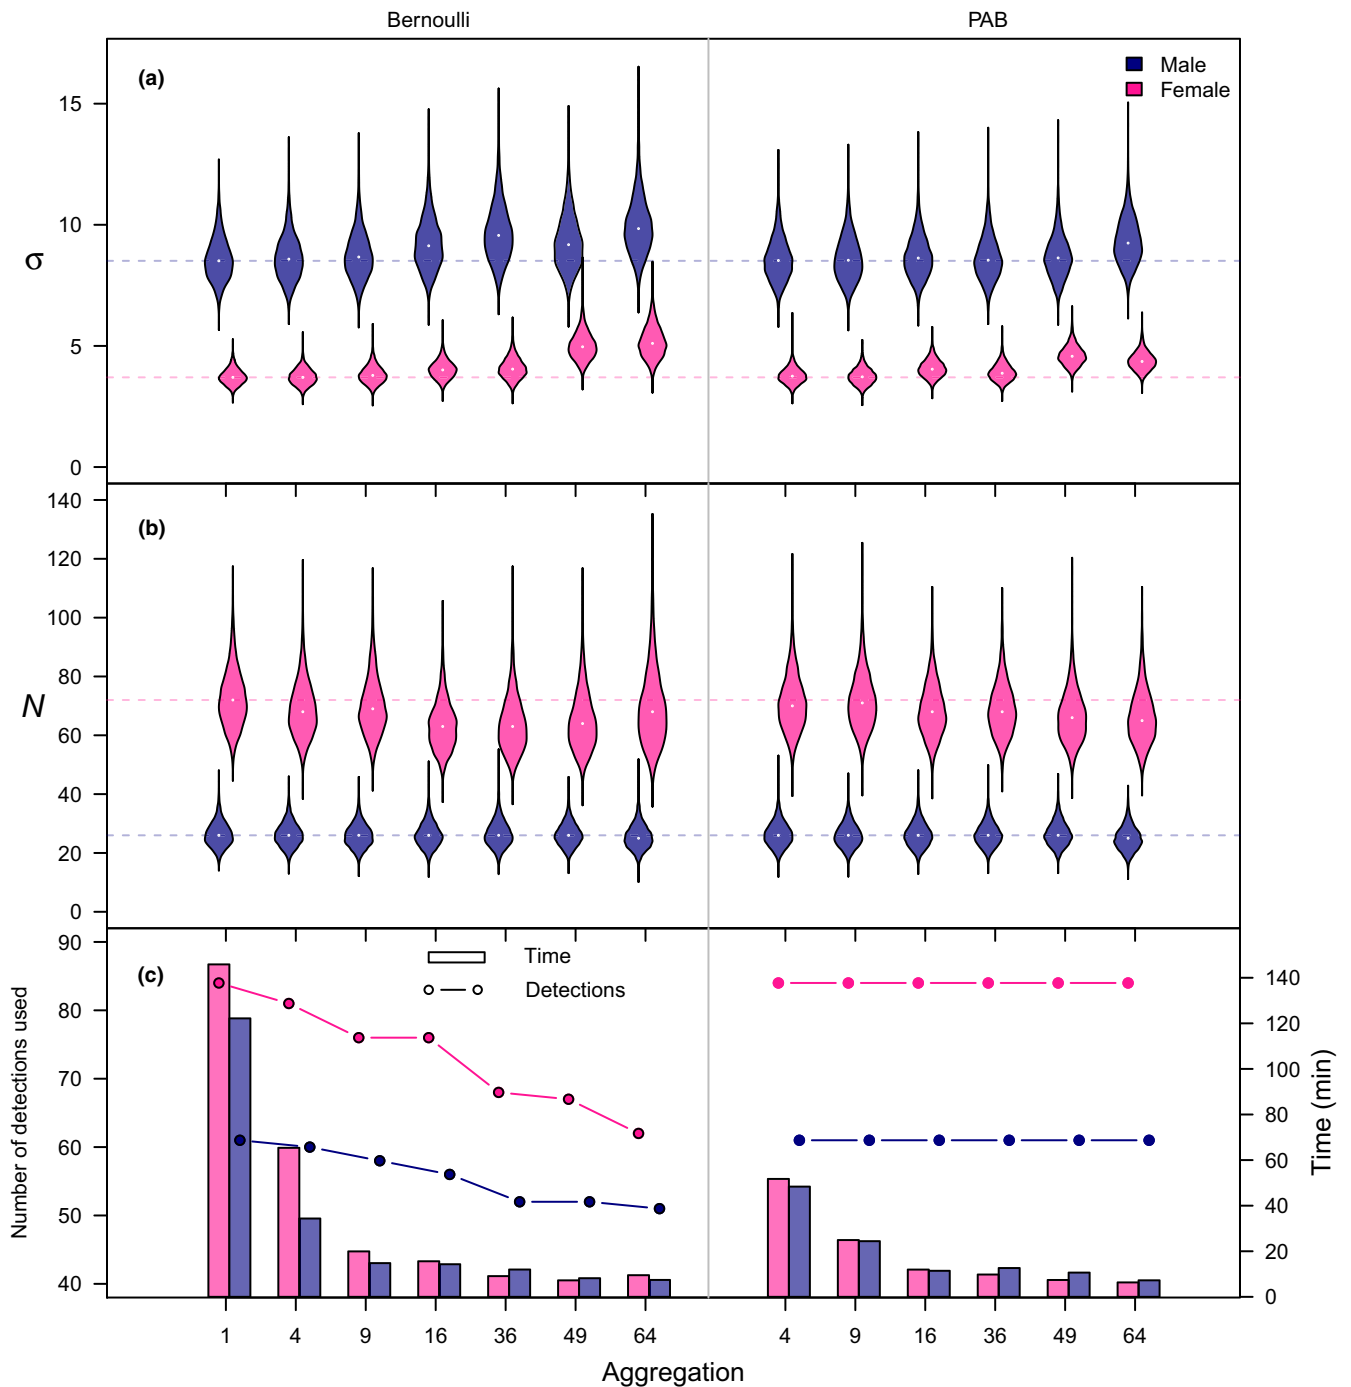 Bernoulli PAB
(a)
Male
Female
15
10
5
0
σ
(b)
140
120
100
80
60
40
20
0
N
(c)
Time
Detections
90
80
70
60
50
40
Number of detections used
140
120
100
80
60
40
20
0
Time (min)
1 4 9 16 36 49 64 4 9 16 36 49 64
Aggregation